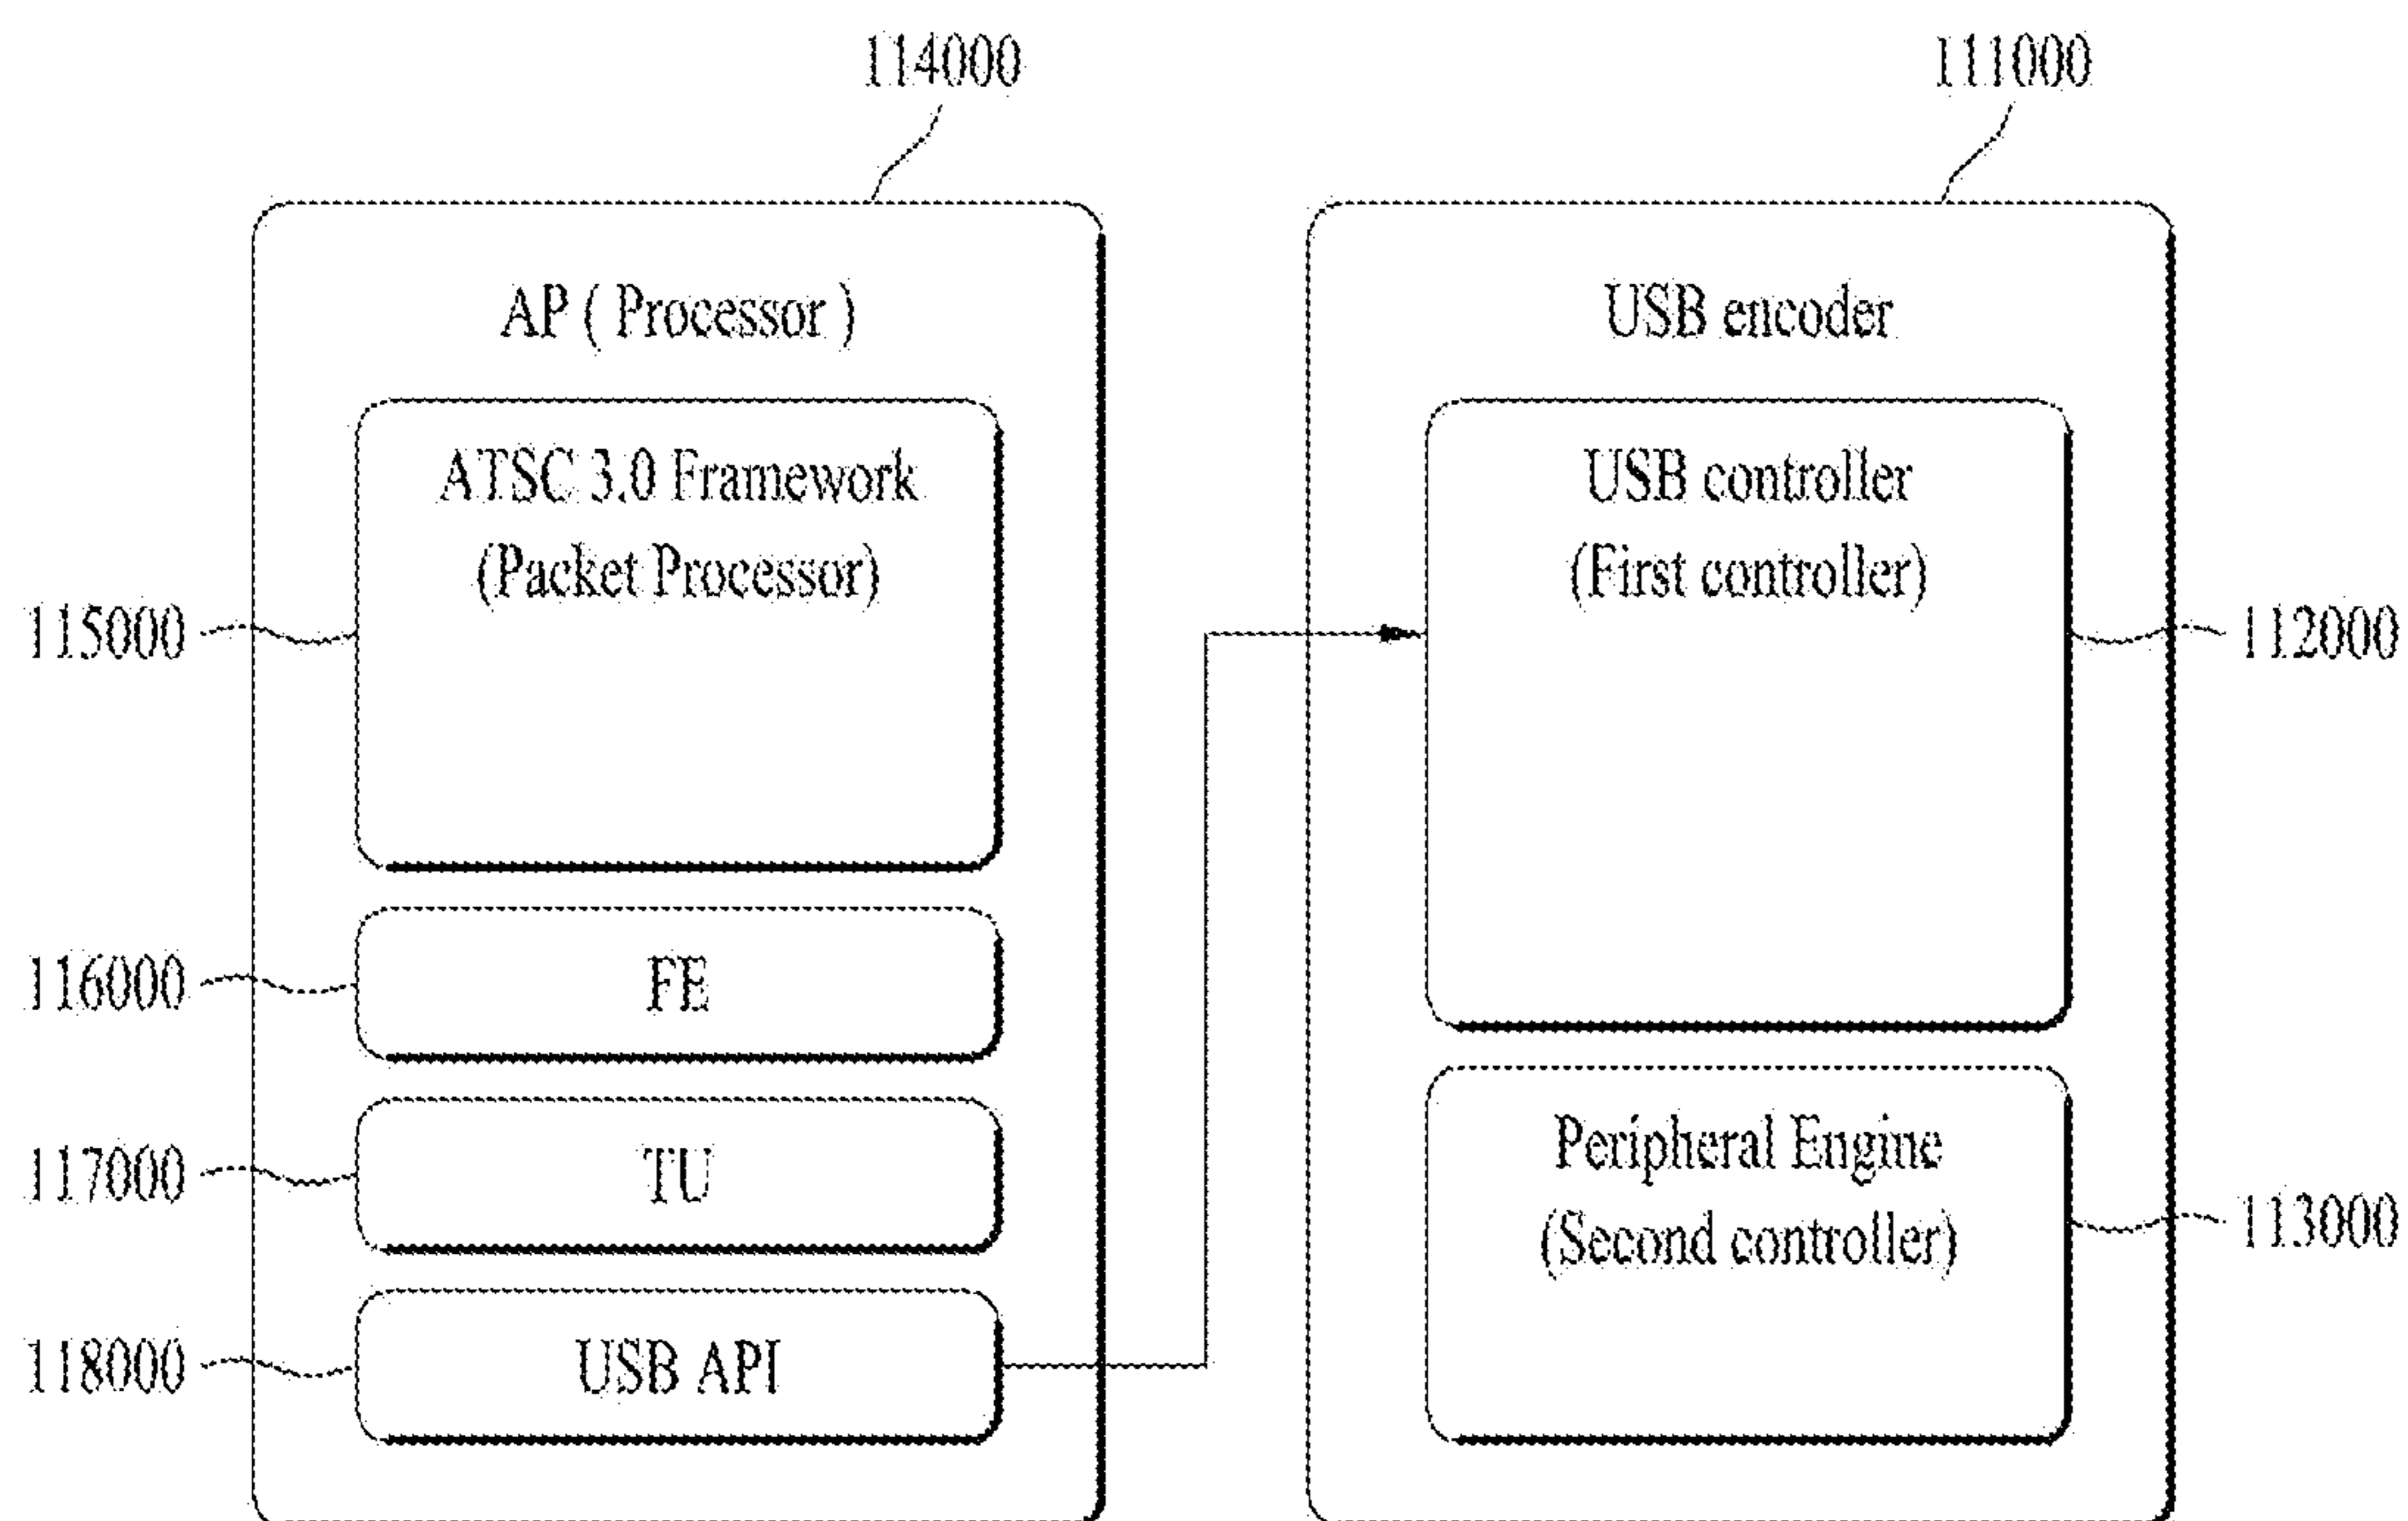 114000
111000
AP ( Processor )
USB encoder
ATSC 3.0 Framework
(Packet Processor)
USB controller
(First controller)
115000
112000
116000
FE
Peripheral Engine
(Second controller)
117000
TU
113000
118000
USB API